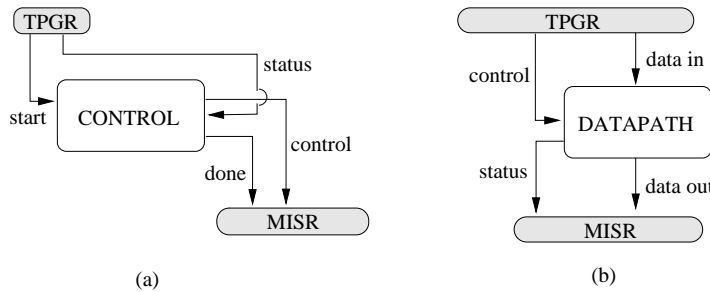 TPGR
status
start
CONTROL
control
done
MISR
(a)
TPGR
control
data in
DATAPATH
status
data out
MISR
(b)